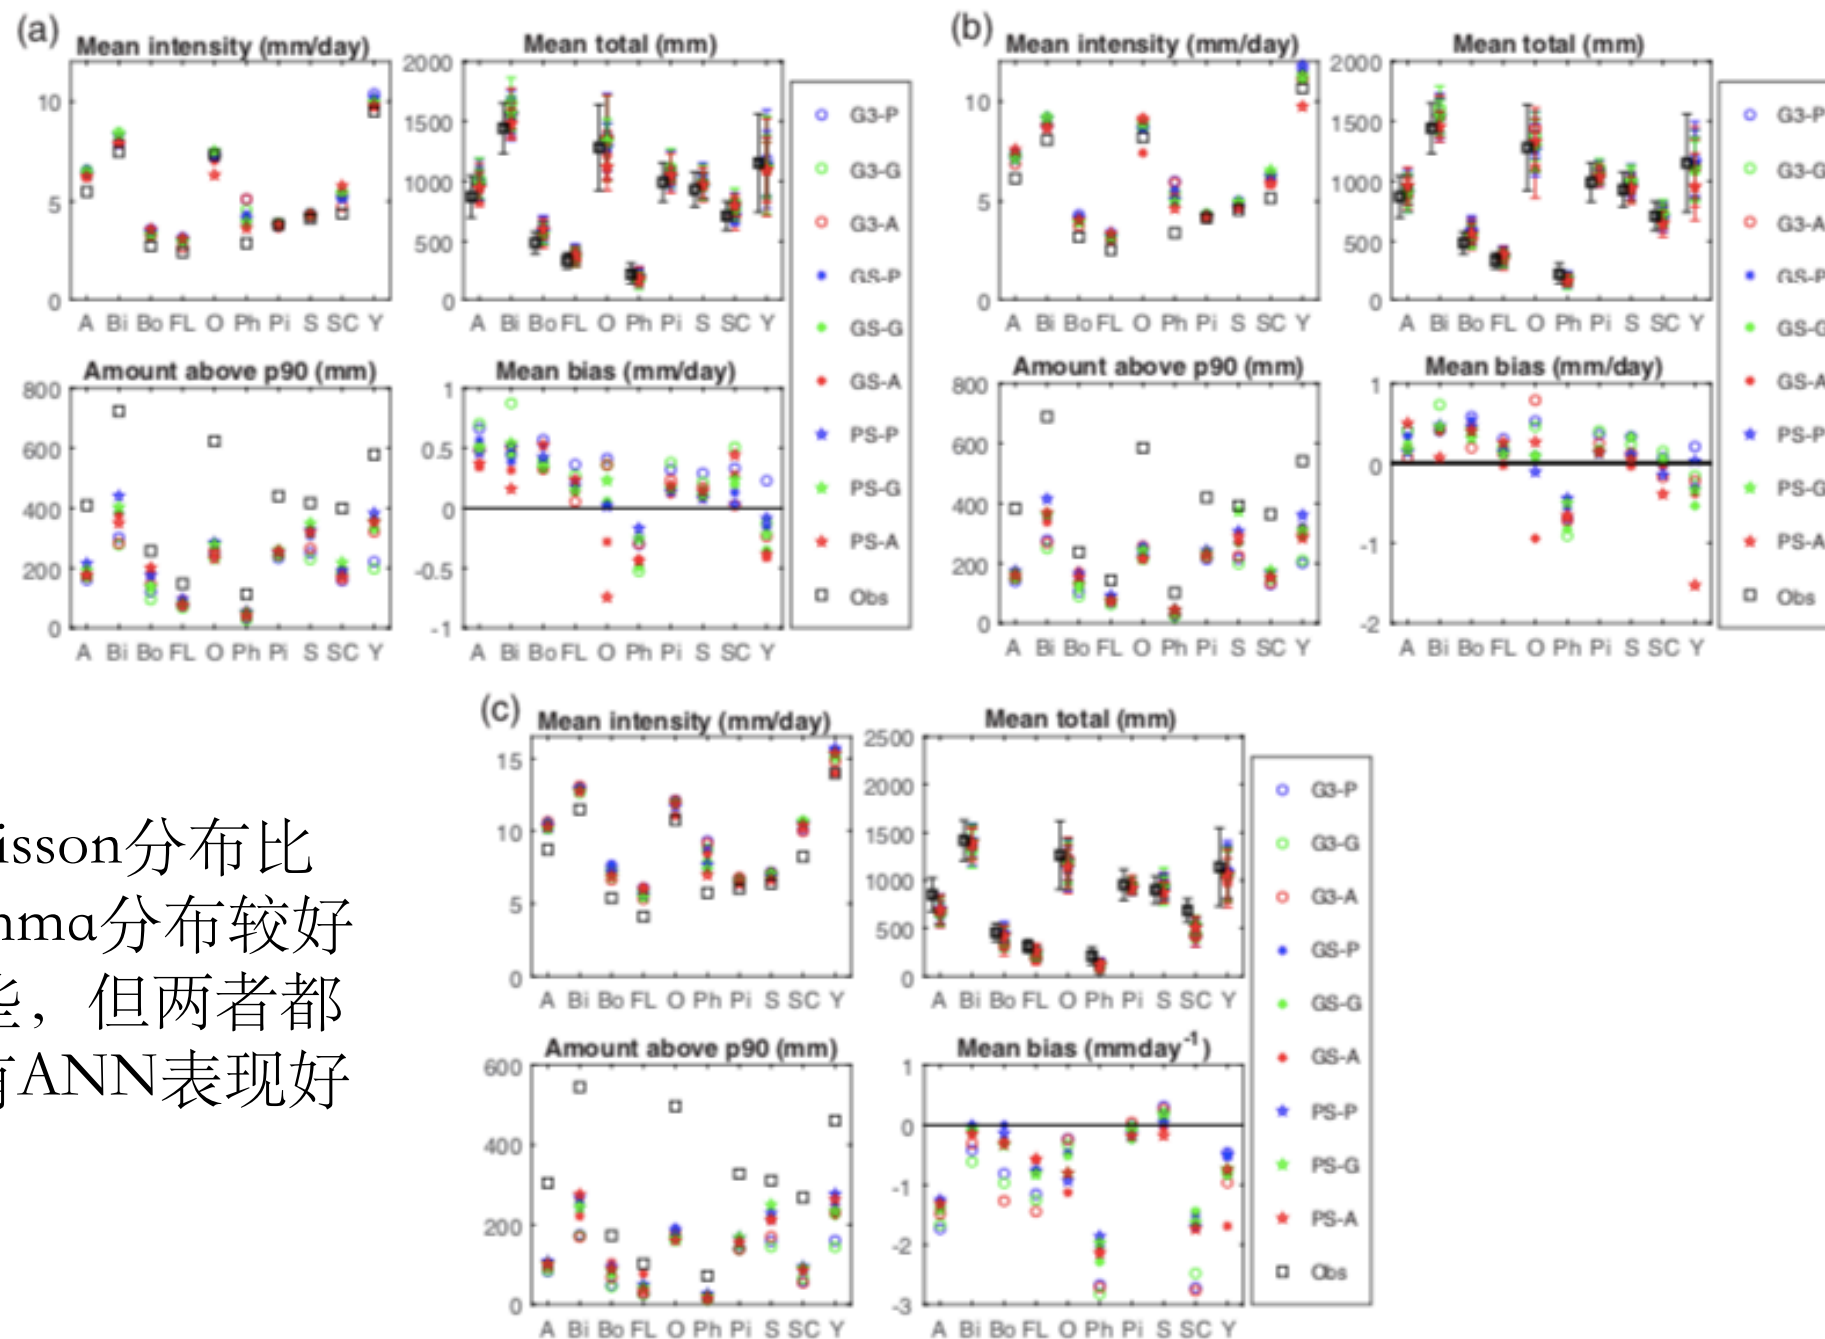 (a)
Mean intensity (mm/day)
10
5
0
A Bi Bo FL O Ph Pi S SC Y
Mean total (mm)
2000
1500
1000
500
0
A Bi Bo FL O Ph Pi S SC Y
Amount above p90 (mm)
800
600
400
200
0
A Bi Bo FL O Ph Pi S SC Y
Mean bias (mm/day)
1
0.5
0
-0.5
-1
A Bi Bo FL O Ph Pi S SC Y
G3-P
G3-G
G3-A
GS-P
GS-G
GS-A
PS-P
PS-G
PS-A
Obs
(b)
Mean intensity (mm/day)
10
5
0
A Bi Bo FL O Ph Pi S SC Y
Mean total (mm)
2000
1500
1000
500
0
A Bi Bo FL O Ph Pi S SC Y
Amount above p90 (mm)
800
600
400
200
0
A Bi Bo FL O Ph Pi S SC Y
Mean bias (mm/day)
1
0
-1
-2
A Bi Bo FL O Ph Pi S SC Y
G3-P
G3-G
G3-A
GS-P
GS-G
GS-A
PS-P
PS-G
PS-A
Obs
isson分布比
nma分布较好
些，但两者都
有ANN表现好
(c)
Mean intensity (mm/day)
15
10
5
0
A Bi Bo FL O Ph Pi S SC Y
Mean total (mm)
2500
2000
1500
1000
500
0
A Bi Bo FL O Ph Pi S SC Y
Amount above p90 (mm)
600
400
200
0
A Bi Bo FL O Ph Pi S SC Y
Mean bias (mmday-1)
1
0
-1
-2
-3
A Bi Bo FL O Ph Pi S SC Y
G3-P
G3-G
G3-A
GS-P
GS-G
GS-A
PS-P
PS-G
PS-A
Obs